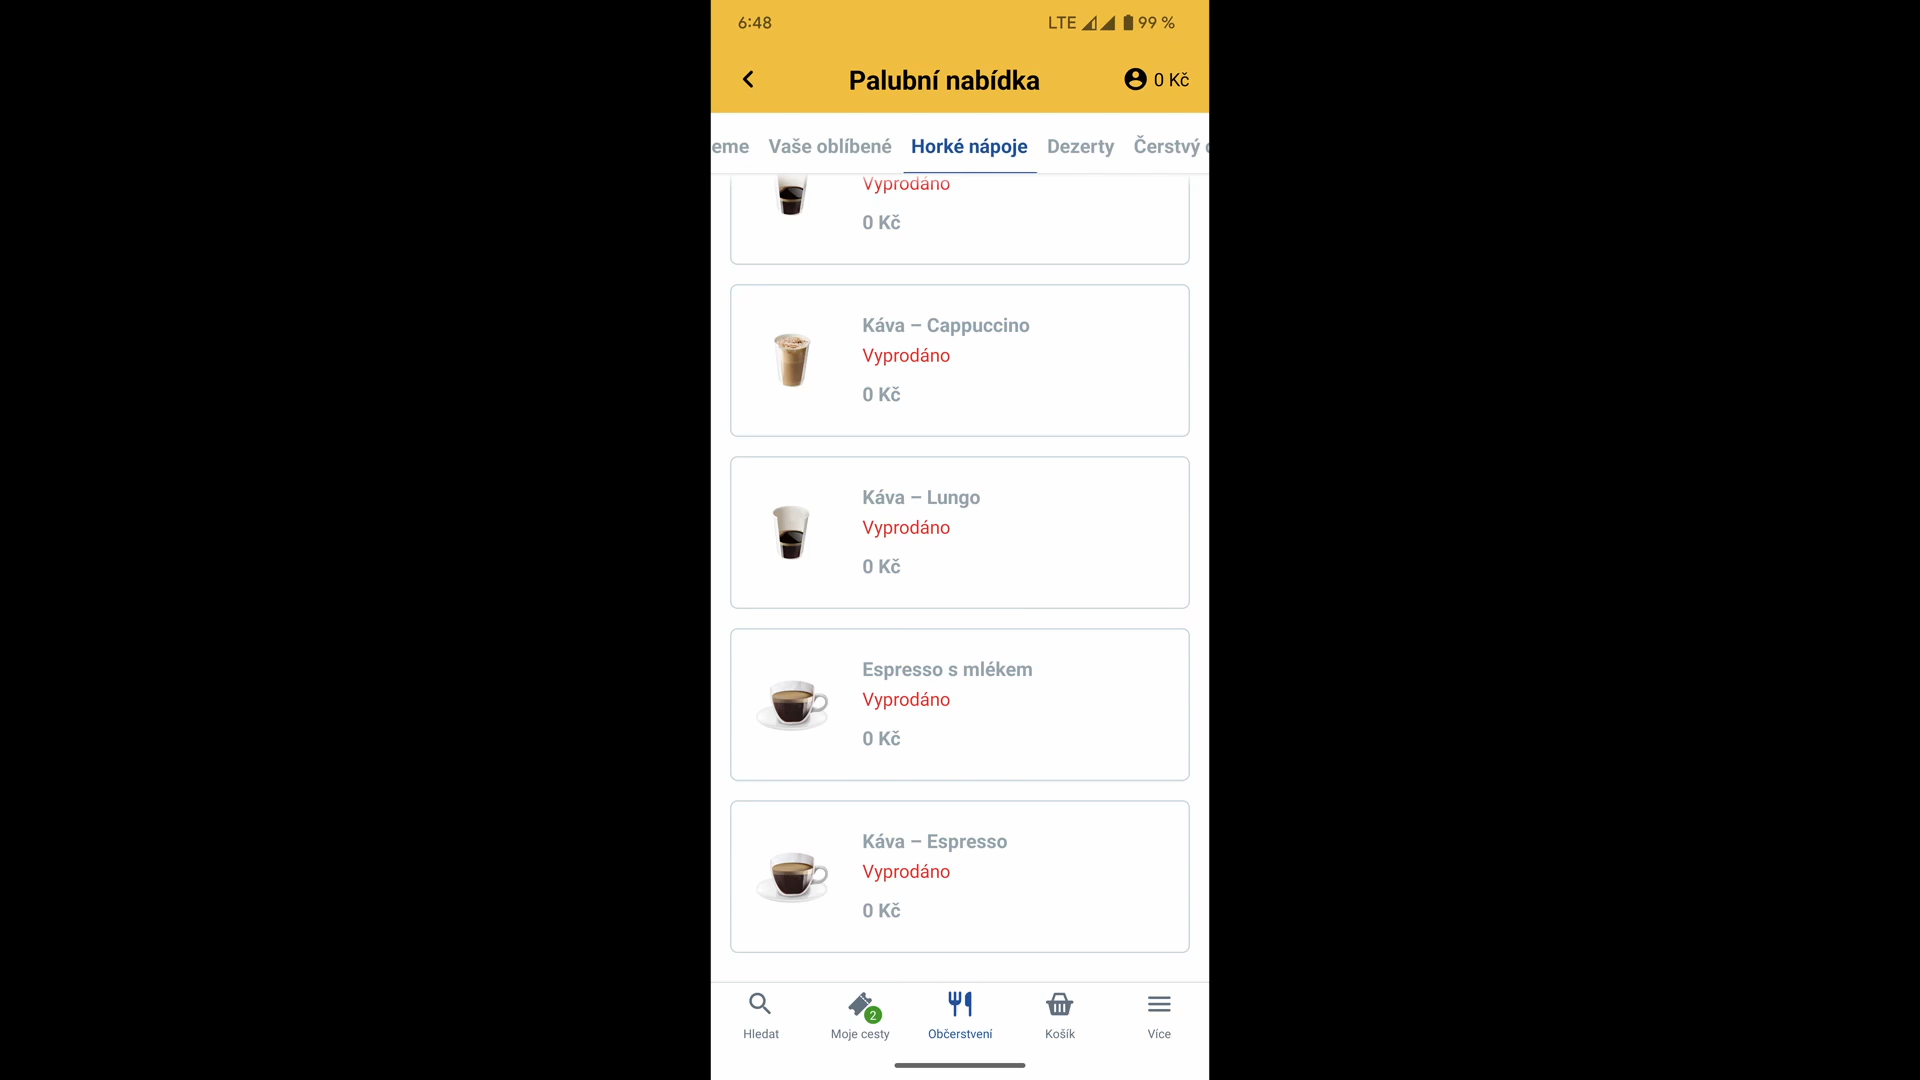 6:48
LTE 99 %
Palubní nabídka
0 Kč
eme Vaše oblíbené Horké nápoje Dezerty Čerstvý
Vyprodáno
0 Kč
Káva – Cappuccino
Vyprodáno
0 Kč
Káva – Lungo
Vyprodáno
0 Kč
Espresso s mlékem
Vyprodáno
0 Kč
Káva – Espresso
Vyprodáno
0 Kč
2
Hledat Moje cesty Občerstvení Košík Více